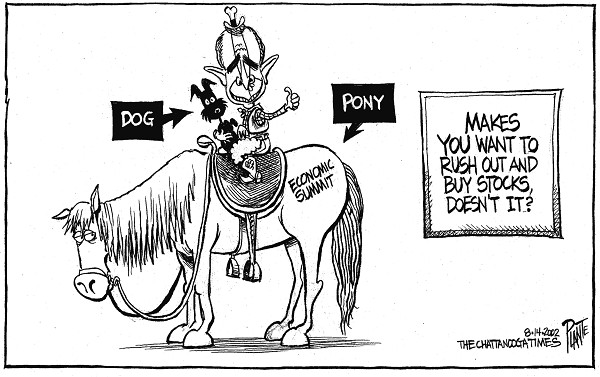 DOG
PONY
ECONOMIC
SUMMIT
MAKES
YOU WANT TO
RUSH OUT AND
BUY STOCKS,
DOESN'T IT?
8-14-2002
THE CHATTANOOGA TIMES
PLANTE